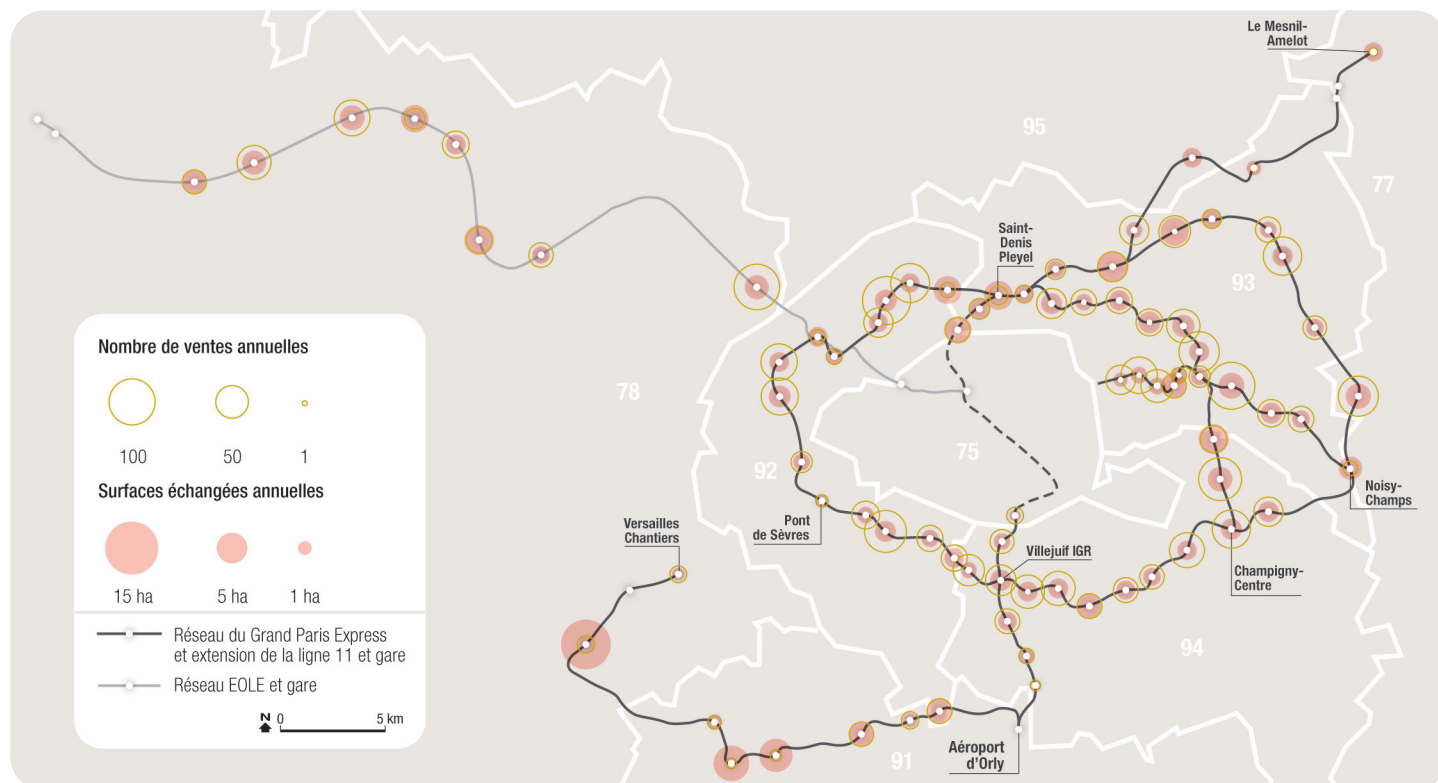 Le Mesnil-
Amelot
95
77
Saint-
Denis
Pleyel
93
78
92
75
Pont
de Sèvres
Versailles
Chantiers
Villejuif IGR
Noisy-
Champs
Champigny-
Centre
94
91
Aéroport
d'Orly
Nombre de ventes annuelles
100 50 1
Surfaces échangées annuelles
15 ha 5 ha 1 ha
Réseau du Grand Paris Express
et extension de la ligne 11 et gare
Réseau EOLE et gare
N 0 5 km